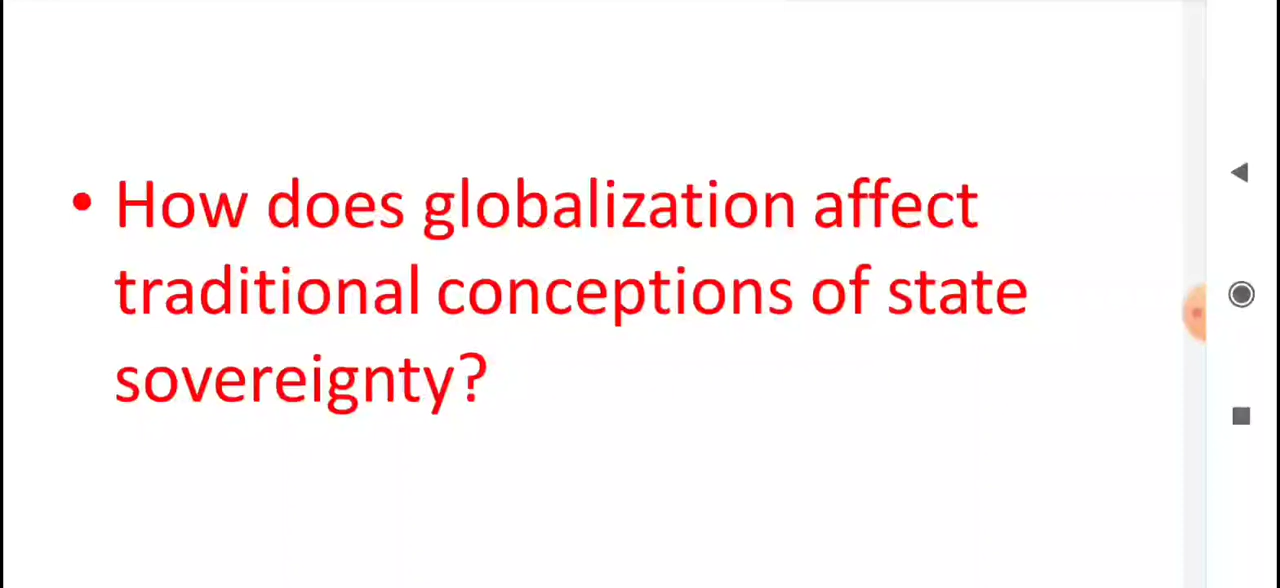 • How does globalization affect
traditional conceptions of state
sovereignty?